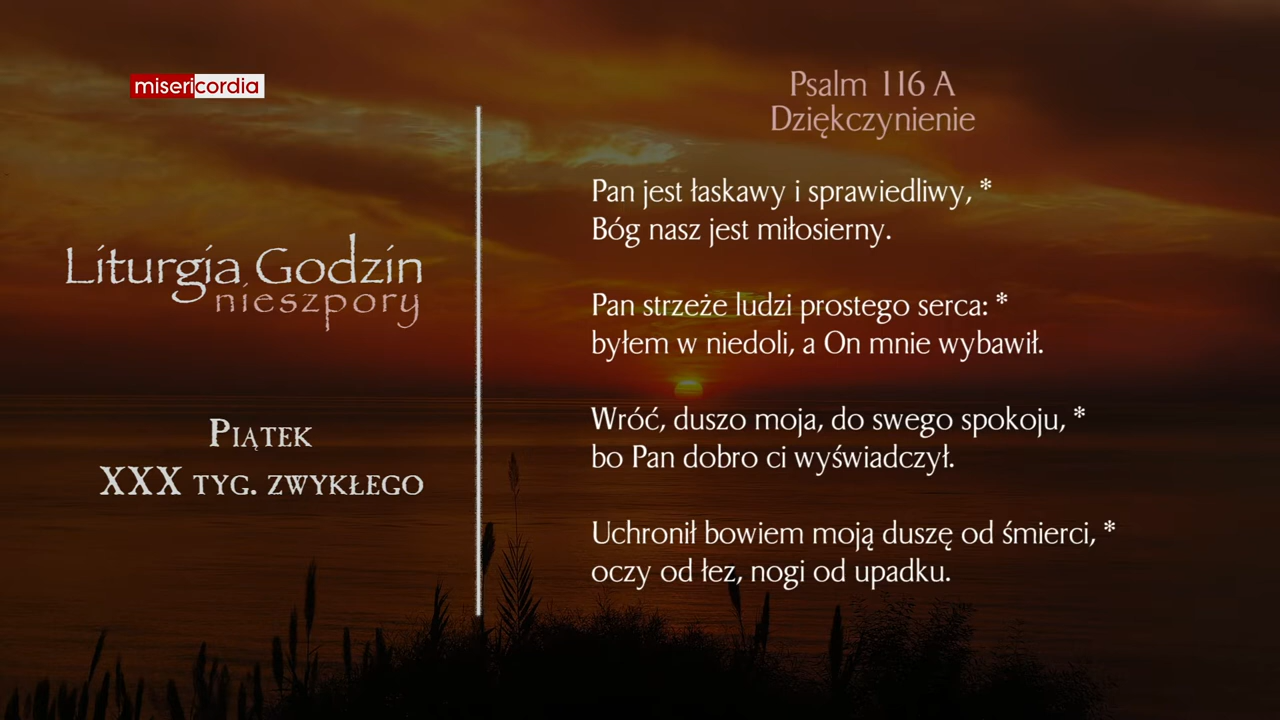 misericordia
Liturgia Godzin
nieszpory
Piątek
XXX tyg. zwykłego
Psalm 116 A
Dziękczynienie
Pan jest łaskawy i sprawiedliwy, *
Bóg nasz jest miłosierny.
Pan strzeże ludzi prostego serca: *
byłem w niedoli, a On mnie wybawił.
Wróć, duszo moja, do swego spokoju, *
bo Pan dobro ci wyświadczył.
Uchronił bowiem moją duszę od śmierci, *
oczy od łez, nogi od upadku.